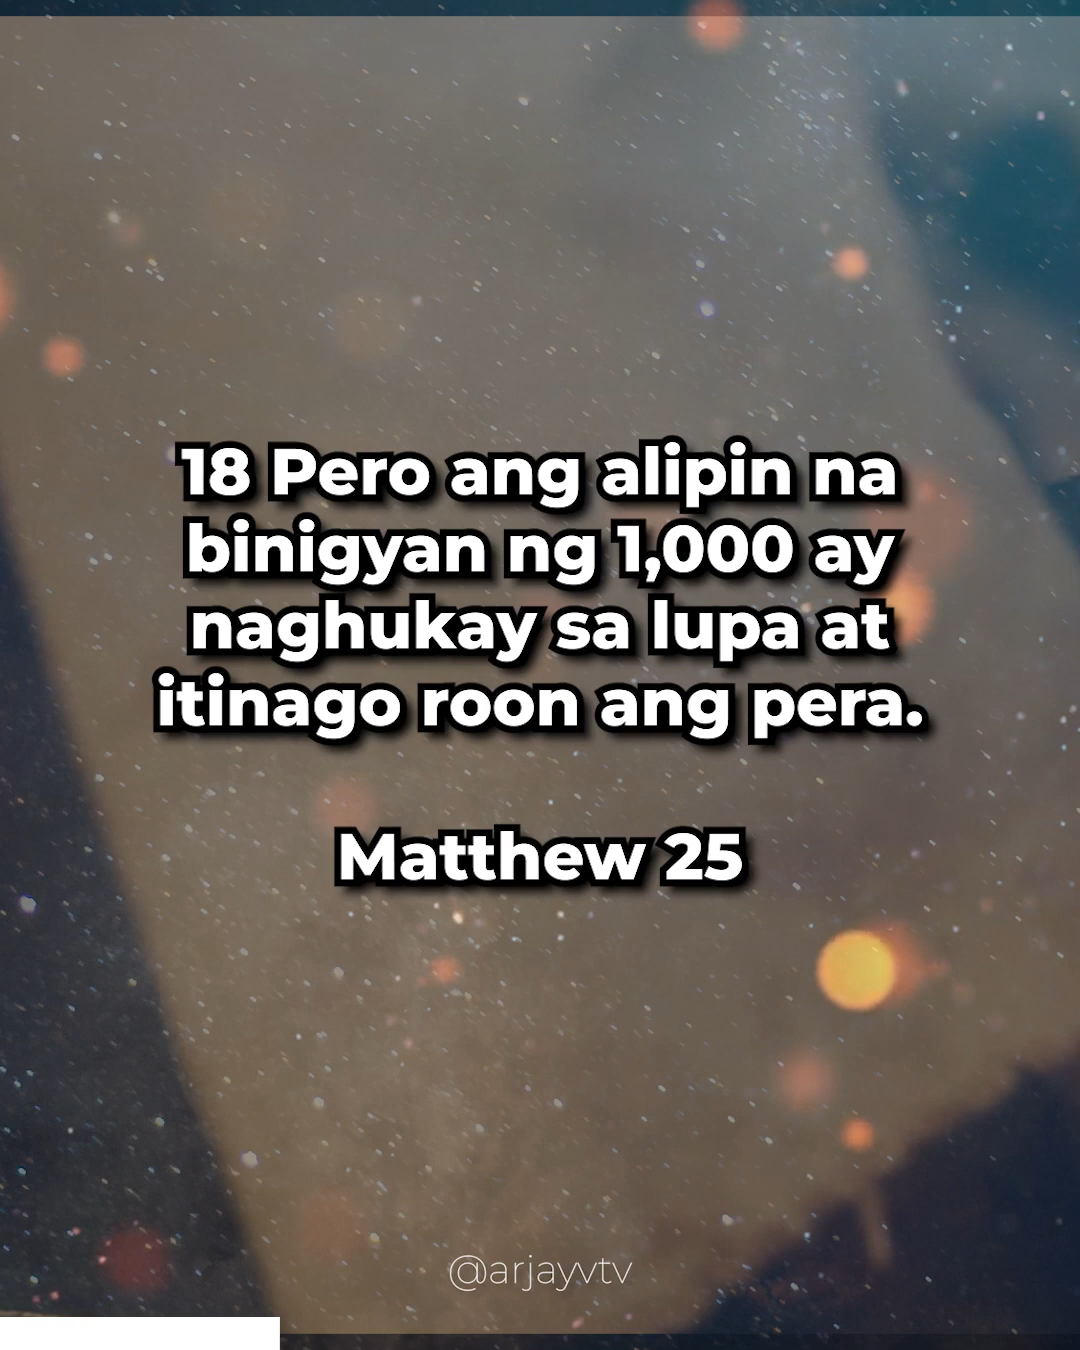 18 Pero ang alipin na
binigyan ng 1,000 ay
naghukay sa lupa at
itinago roon ang pera.
Matthew 25
@arjayvtv